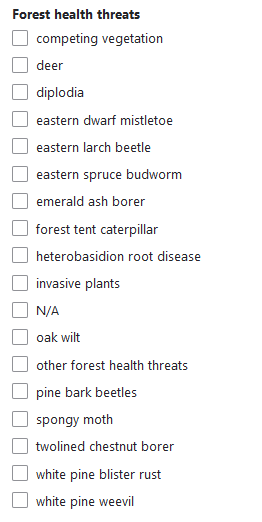 Forest health threats
competing vegetation
deer
diplodia
eastern dwarf mistletoe
eastern larch beetle
eastern spruce budworm
emerald ash borer
forest tent caterpillar
heterobasidion root disease
invasive plants
N/A
oak wilt
other forest health threats
pine bark beetles
spongy moth
twolined chestnut borer
white pine blister rust
white pine weevil